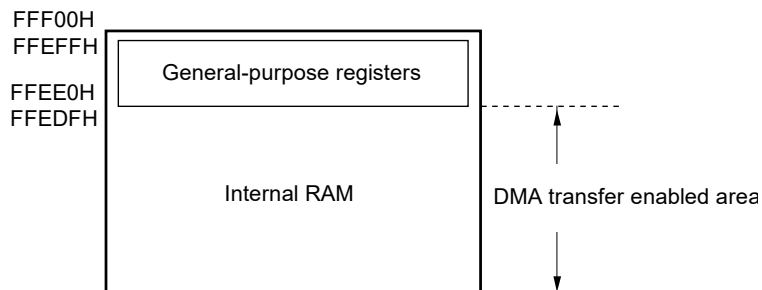 FFF00H
FFEFFH
General-purpose registers
FFEE0H
FFEDFH
Internal RAM
DMA transfer enabled area